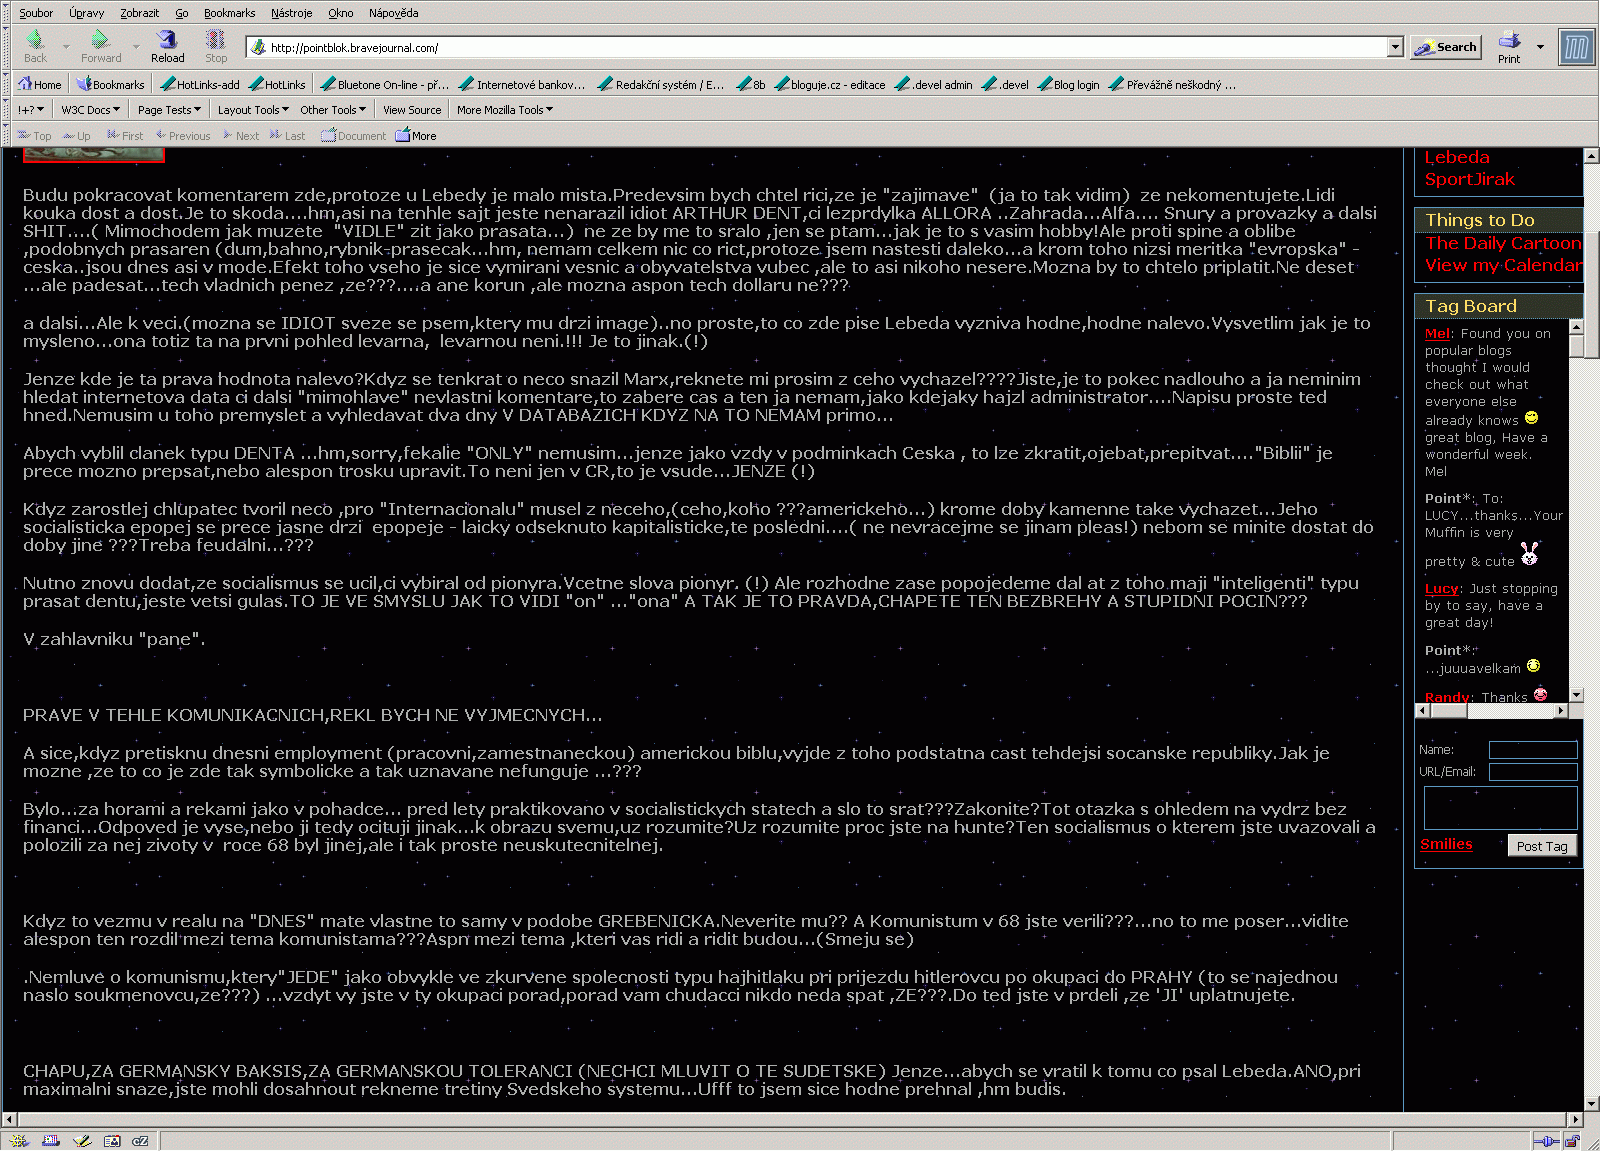 Soubor Úpravy Zobrazit Go Bookmarks Nástroje Okno Nápověda
Back Forward Reload Stop http://pointblok.bravejournal.com/ Search Print
Home Bookmarks HotLinks-add HotLinks Bluetone On-line - př... Internetové bankov... Redakční systém / E... 8b bloguje.cz - editace .devel admin .devel Blog login Převážně neškodný ...
!+? W3C Docs Page Tests Layout Tools Other Tools View Source More Mozilla Tools
Top Up First Previous Next Last Document More
Budu pokracovat komentarem zde,protoze u Lebedy je malo mista.Predevsim bych chtel rici,ze je "zajimave" (ja to tak vidim) ze nekomentujete.Lidi
kouka dost a dost.Je to skoda....hm,asi na tenhle sajt jeste nenarazil idiot ARTHUR DENT,ci lezprdylka ALLORA ..Zahrada...Alfa.... Snury a provazky a dalsi
SHIT....( Mimochodem jak muzete "VIDLE" zit jako prasata...) ne ze by me to sralo ,jen se ptam...jak je to s vasim hobby!Ale proti spine a oblibe
,podobnych prasaren (dum,bahno,rybnik-prasecak...hm, nemam celkem nic co rict,protoze jsem nastesti daleko...a krom toho nizsi meritka "evropska" -
ceska..jsou dnes asi v mode.Efekt toho vseho je sice vymirani vesnic a obyvatelstva vubec ,ale to asi nikoho nesere.Mozna by to chtelo priplatit.Ne deset
...ale padesat...tech vladnich penez ,ze???....a ane korun ,ale mozna aspon tech dollaru ne???
a dalsi...Ale k veci.(mozna se IDIOT sveze se psem,ktery mu drzi image)..no proste,to co zde pise Lebeda vyzniva hodne,hodne nalevo.Vysvetlim jak je to
mysleno...ona totiz ta na prvni pohled levarna, levarnou neni.!!! Je to jinak.(!)
Jenze kde je ta prava hodnota nalevo?Kdyz se tenkrat o neco snazil Marx,reknete mi prosim z ceho vychazel????Jiste,je to pokec nadlouho a ja neminim
hledat internetova data ci dalsi "mimohlave" nevlastni komentare,to zabere cas a ten ja nemam,jako kdejaky hajzl administrator....Napisu proste ted
hned.Nemusim u toho premyslet a vyhledavat dva dny V DATABAZICH KDYZ NA TO NEMAM primo...
Abych vyblil clanek typu DENTA ...hm,sorry,fekalie "ONLY" nemusim...jenze jako vzdy v podminkach Ceska , to lze zkratit,ojebat,prepitvat...."Biblii" je
prece mozno prepsat,nebo alespon trosku upravit.To neni jen v CR,to je vsude...JENZE (!)
Kdyz zarostlej chlupatec tvoril neco ,pro "Internacionalu" musel z neceho,(ceho,koho ???americkeho...) krome doby kamenne take vychazet...Jeho
socialisticka epopej se prece jasne drzi epopeje - laicky odseknuto kapitalisticke,te posledni....( ne nevracejme se jinam pleas!) nebom se minite dostat do
doby jine ???Treba feudalni...???
Nutno znovu dodat,ze socialismus se ucil,ci vybiral od pionyra.Vcetne slova pionyr. (!) Ale rozhodne zase popojedeme dal at z toho maji "inteligenti" typu
prasat dentu,jeste vetsi gulas.TO JE VE SMYSLU JAK TO VIDI "on" ..."ona" A TAK JE TO PRAVDA,CHAPETE TEN BEZBREHY A STUPIDNI POCIN???
V zahlavniku "pane".
PRAVE V TEHLE KOMUNIKACNICH,REKL BYCH NE VYJMECNYCH...
A sice,kdyz pretisknu dnesni employment (pracovni,zamestnaneckou) americkou biblu,vyjde z toho podstatna cast tehdejsi socanske republiky.Jak je
mozne ,ze to co je zde tak symbolicke a tak uznavane nefunguje ...???
Bylo...za horami a rekami jako v pohadce... pred lety praktikovano v socialistickych statech a slo to srat???Zakonite?Tot otazka s ohledem na vydrz bez
financi...Odpoved je vyse,nebo ji tedy ocituji jinak...k obrazu svemu,uz rozumite?Uz rozumite proc jste na hunte?Ten socialismus o kterem jste uvazovali a
polozili za nej zivoty v roce 68 byl jinej,ale i tak proste neuskutecnitelnej.
Kdyz to vezmu v realu na "DNES" mate vlastne to samy v podobe GREBENICKA.Neverite mu?? A Komunistum v 68 jste verili???...no to me poser...vidite
alespon ten rozdil mezi tema komunistama???Aspn mezi tema ,kteri vas ridi a ridit budou...(Smeju se)
.Nemluve o komunismu,ktery"JEDE" jako obvykle ve zkurvene spolecnosti typu hajhitlaku pri prijezdu hitlerovcu po okupaci do PRAHY (to se najednou
naslo soukmenovcu,ze???) ...vzdyt vy jste v ty okupaci porad,porad vam chudacci nikdo neda spat ,ZE???.Do ted jste v prdeli ,ze 'JI' uplatnujete.
CHAPU,ZA GERMANSKY BAKSIS,ZA GERMANSKOU TOLERANCI (NECHCI MLUVIT O TE SUDETSKE) Jenze...abych se vratil k tomu co psal Lebeda.ANO,pri
maximalni snaze,jste mohli dosahnout rekneme tretiny Svedskeho systemu...Ufff to jsem sice hodne prehnal ,hm budis.
Lebeda
SportJirak
Things to Do
The Daily Cartoon
View my Calendar
Tag Board
Mel: Found you on
popular blogs
thought I would
check out what
everyone else
already knows
great blog, Have a
wonderful week.
Mel
Point*: To:
LUCY...thanks...Your
Muffin is very
pretty & cute
Lucy: Just stopping
by to say, have a
great day!
Point*:
...juuuavelkam
Randy: Thanks
Name:
URL/Email:
Smilies Post Tag
cZ